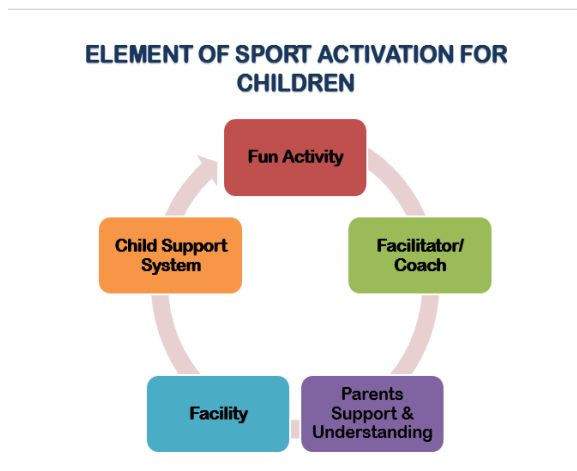 ELEMENT OF SPORT ACTIVATION FOR
CHILDREN
Fun Activity
Facilitator/
Coach
Parents
Support &
Understanding
Facility
Child Support
System